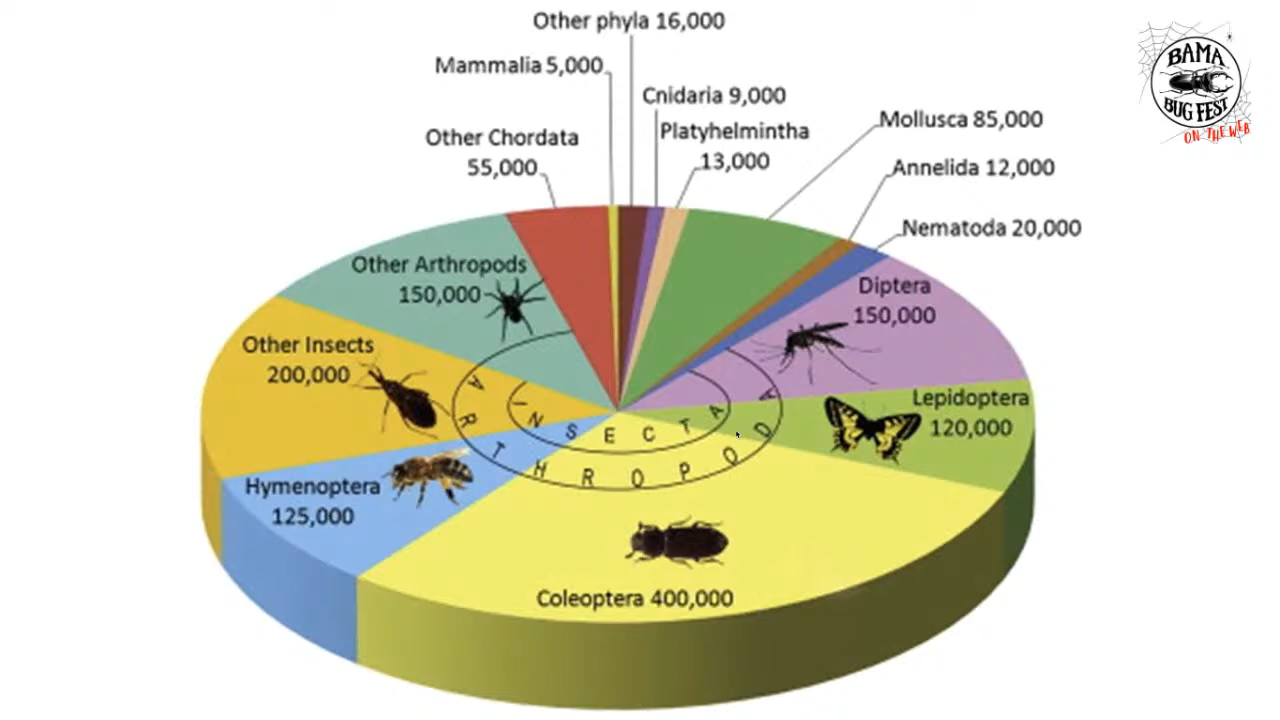 Other phyla 16,000
Mammalia 5,000
Cnidaria 9,000
Other Chordata
55,000
Platyhelmintha
13,000
Mollusca 85,000
Annelida 12,000
Nematoda 20,000
BAMA
BUG FEST
ON THE WEB
Other Arthropods
150,000
Diptera
150,000
Other Insects
200,000
Lepidoptera
120,000
INSECTA
ARTHROPODA
Hymenoptera
125,000
Coleoptera 400,000